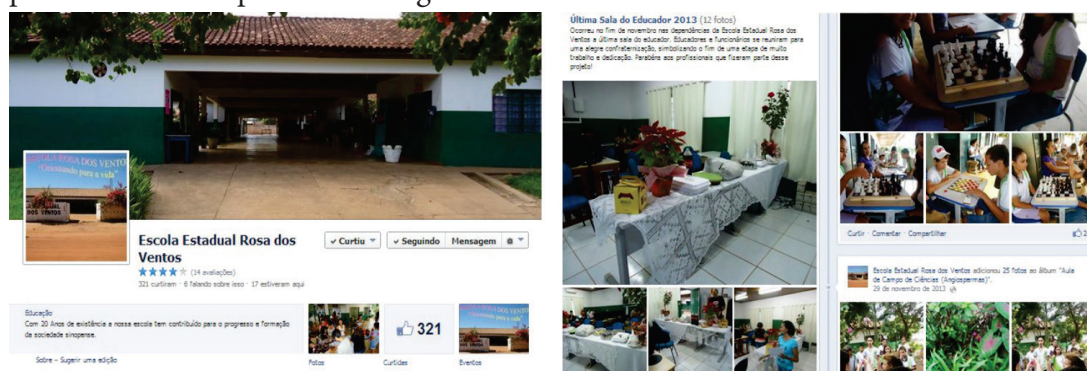 ESCOLA ROSA DOS VENTOS
"Orientando para a vida"
DOS VENTOS
Escola Estadual Rosa dos
Ventos
Curtiu
Seguindo
Mensagem
(14 avaliações)
321 curtiram · 6 falando sobre isso · 17 estiveram aqui
Educação
Com 20 Anos de existência a nossa escola tem contribuído para o progresso e formação
da sociedade sinopense.
Sobre – Sugerir uma edição
321
Fotos
Curtidas
Eventos
Última Sala do Educador 2013 (12 fotos)
Ocorreu no fim de novembro nas dependências da Escola Estadual Rosa dos
Ventos a última sala do educador. Educadores e funcionários se reuniram para
uma alegre confraternização, simbolizando o fim de uma etapa de muito
trabalho e dedicação. Parabéns aos profissionais que fizeram parte desse
projeto!
Curtir · Comentar · Compartilhar
2
Escola Estadual Rosa dos Ventos adicionou 25 fotos ao álbum "Aula
de Campo de Ciências (Angiospermas)".
29 de novembro de 2013